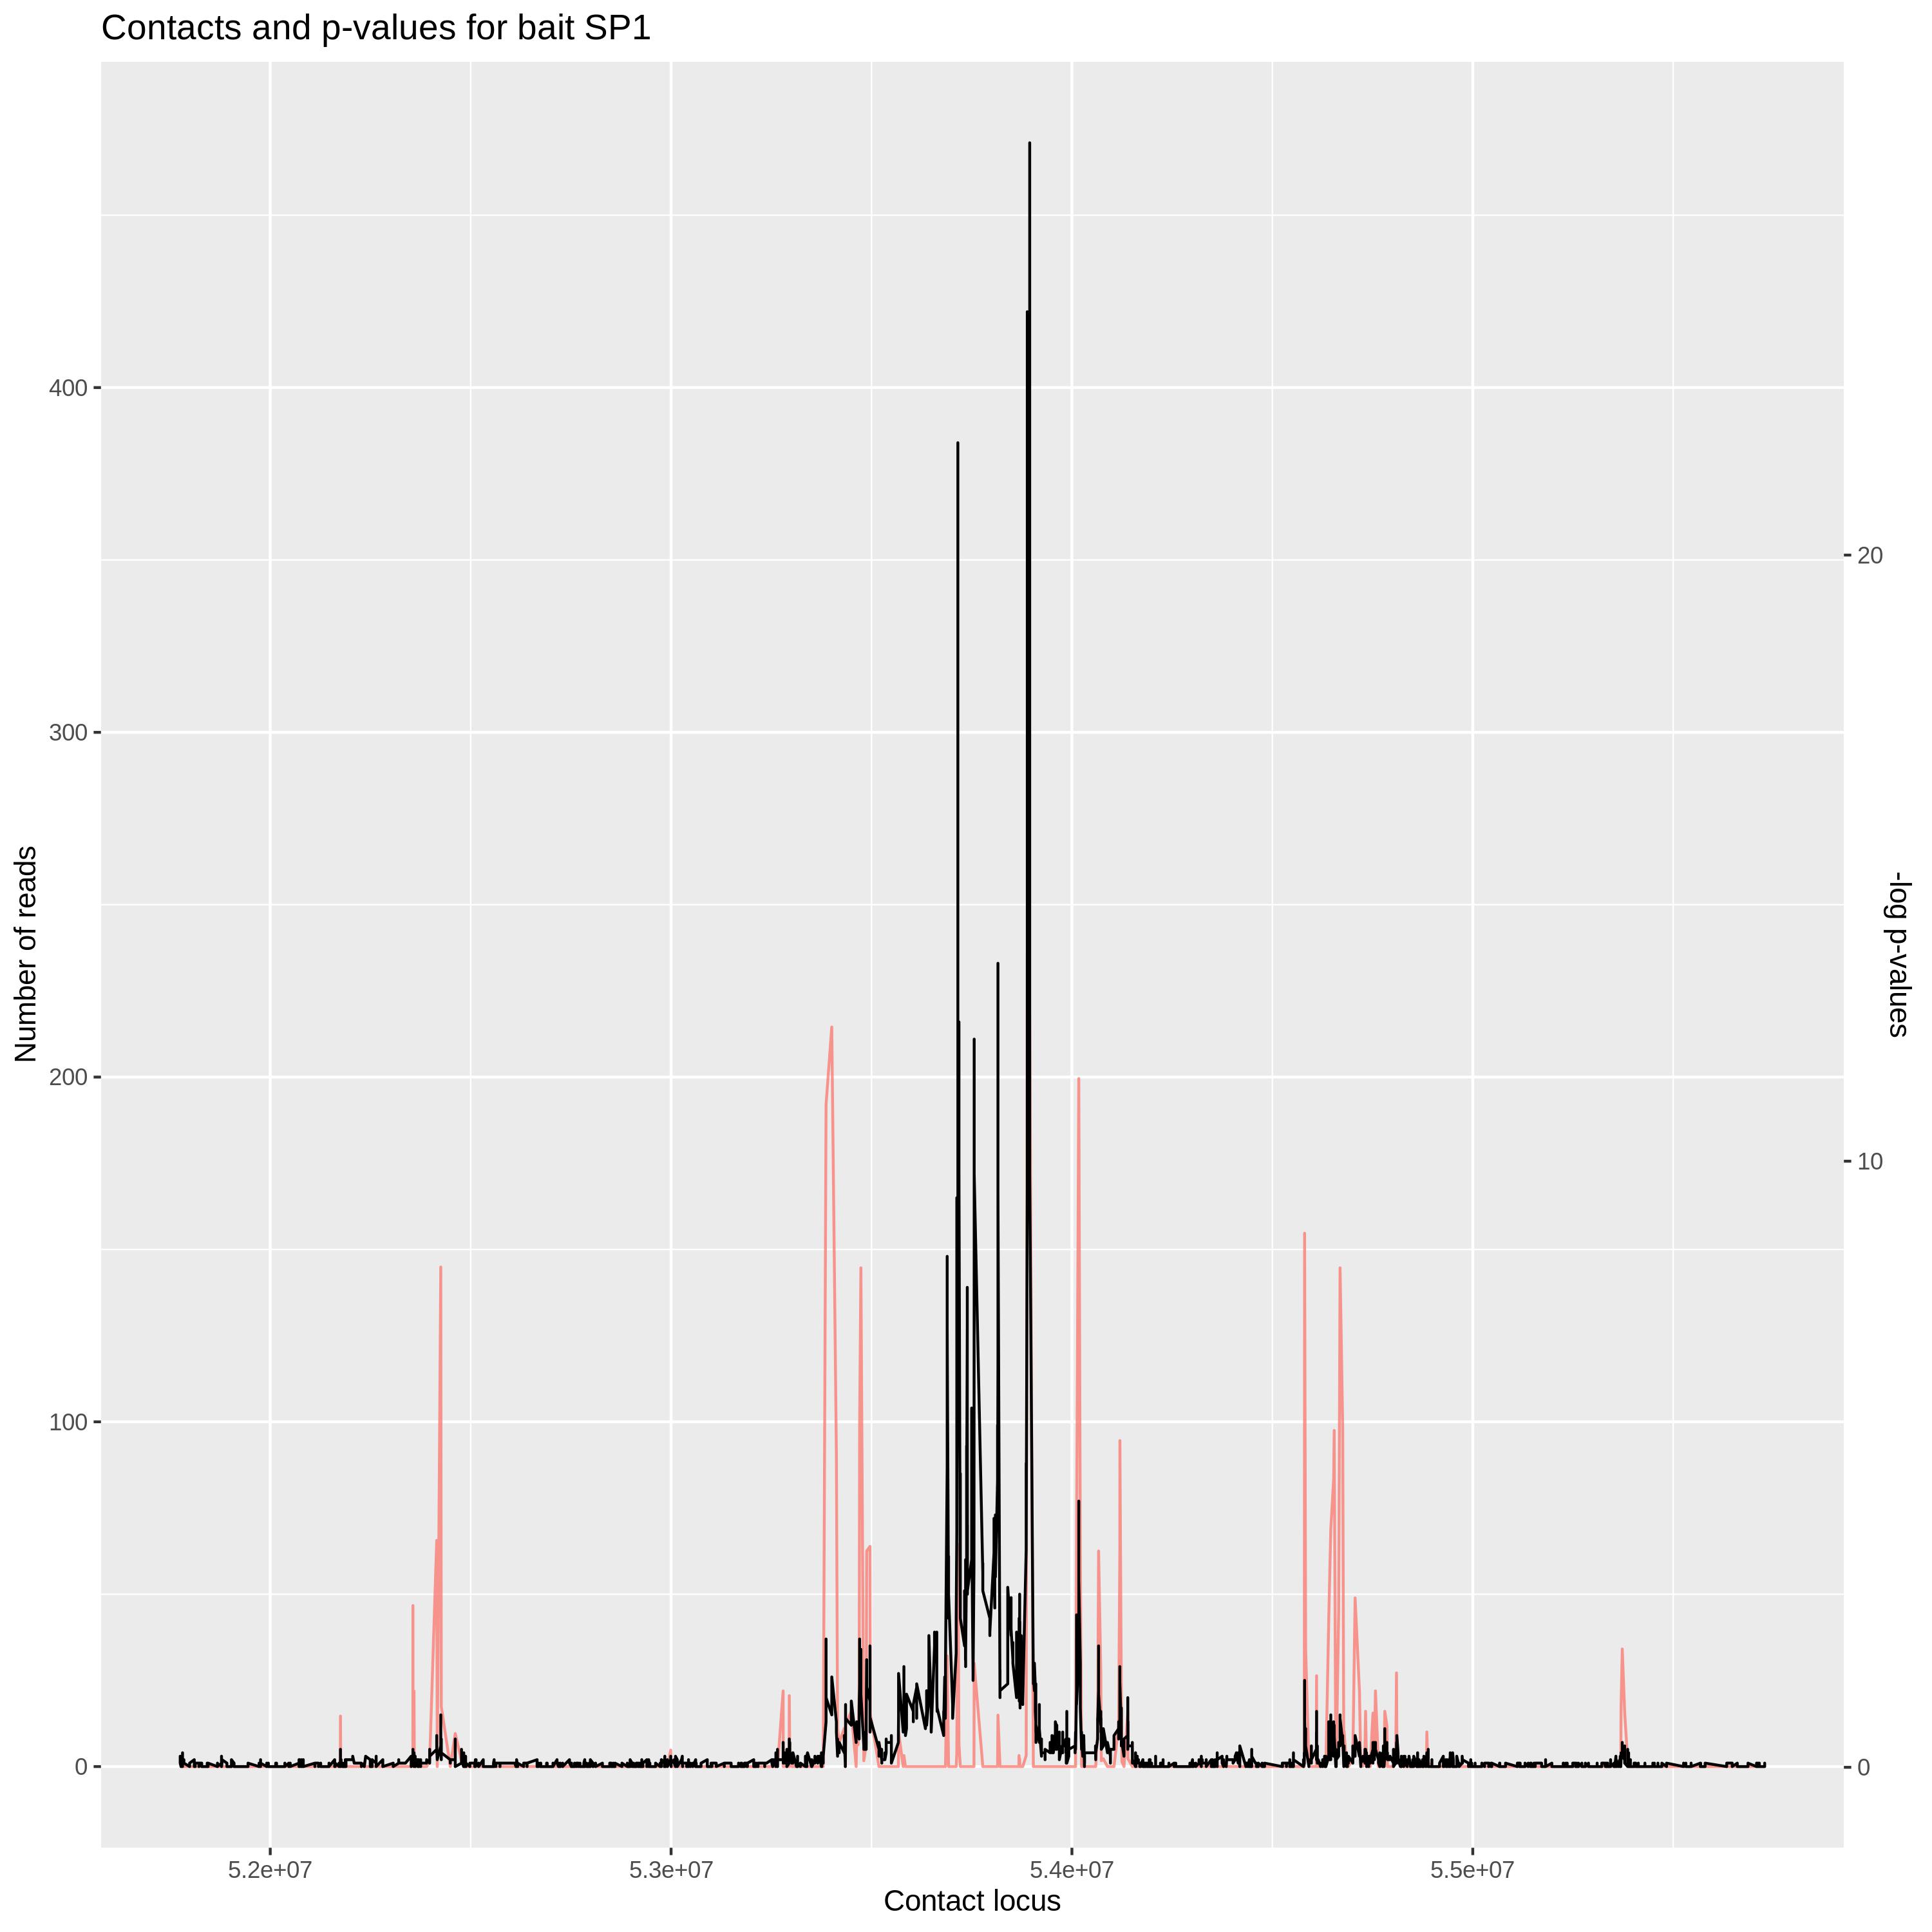 Contacts and p-values for bait SP1
Number of reads
400
300
200
100
0
20
10
0
-log p-values
5.2e+07
5.3e+07
5.4e+07
5.5e+07
Contact locus